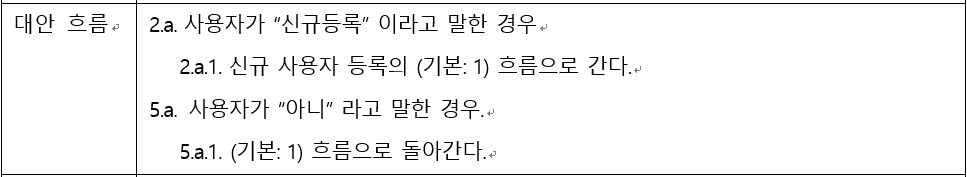 대안 흐름
2.a. 사용자가 “신규등록” 이라고 말한 경우
2.a.1. 신규 사용자 등록의 (기본: 1) 흐름으로 간다.
5.a. 사용자가 “아니” 라고 말한 경우.
5.a.1. (기본: 1) 흐름으로 돌아간다.